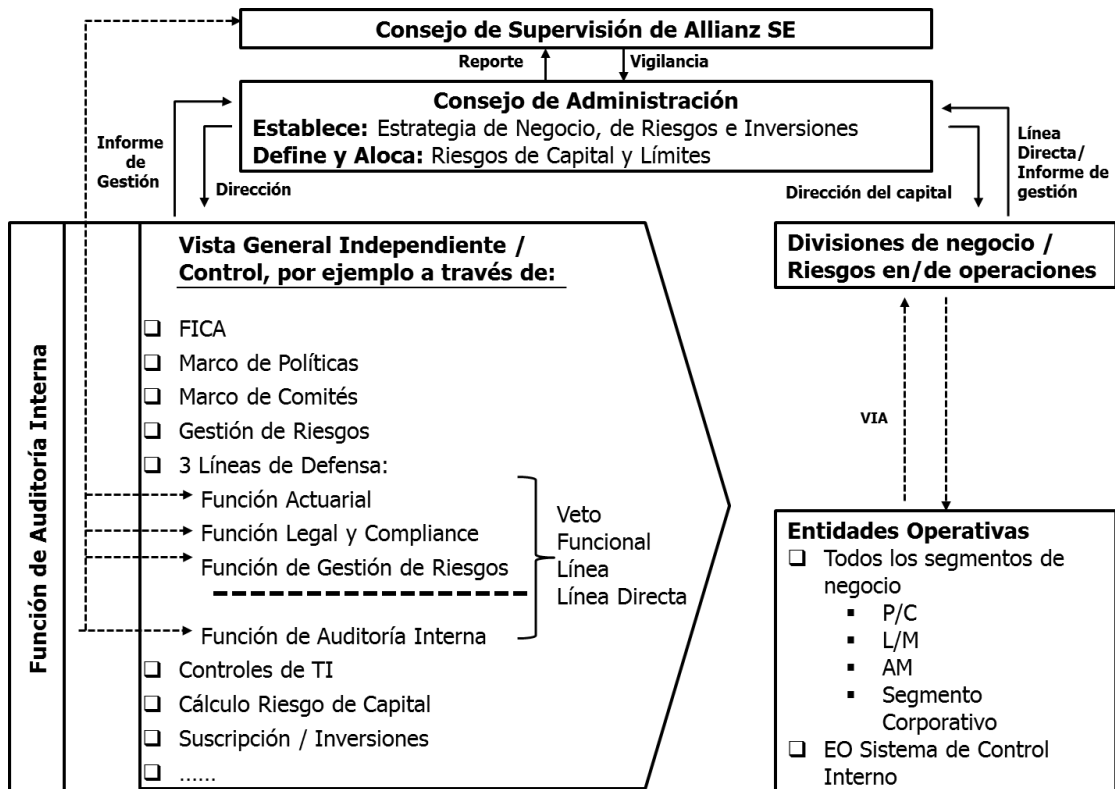 Consejo de Supervisión de Allianz SE
Reporte
Vigilancia
Consejo de Administración
Establece: Estrategia de Negocio, de Riesgos e Inversiones
Define y Aloca: Riesgos de Capital y Límites
Informe
de
Gestión
Dirección
Dirección del capital
Línea
Directa/
Informe de
gestión
Función de Auditoría Interna
Vista General Independiente /
Control, por ejemplo a través de:
FICA
Marco de Políticas
Marco de Comités
Gestión de Riesgos
3 Líneas de Defensa:
Función Actuarial
Función Legal y Compliance
Función de Gestión de Riesgos
Función de Auditoría Interna
Controles de TI
Cálculo Riesgo de Capital
Suscripción / Inversiones
......
Veto
Funcional
Línea
Línea Directa
Divisiones de negocio /
Riesgos en/de operaciones
VIA
Entidades Operativas
Todos los segmentos de
negocio
P/C
L/M
AM
Segmento
Corporativo
EO Sistema de Control
Interno